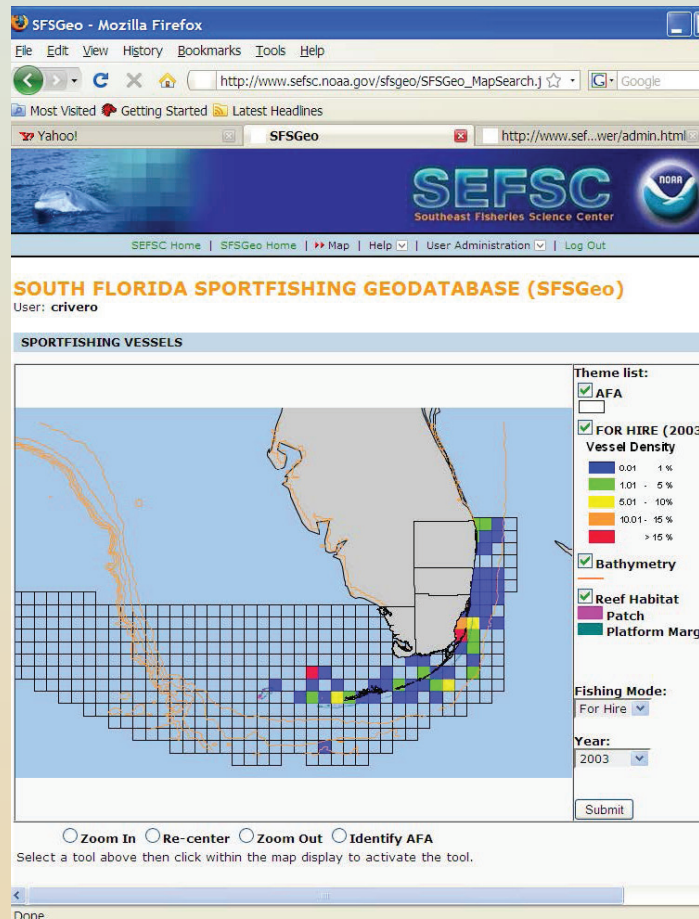 SFSGeo - Mozilla Firefox
File Edit View History Bookmarks Tools Help
http://www.sefsc.noaa.gov/sfsgeo/SFSGeo_MapSearch.j G Google
Most Visited Getting Started Latest Headlines
Yahoo! SFSGeo http://www.sef...wer/admin.html
SEFSC
Southeast Fisheries Science Center
NOAA
SEFSC Home | SFSGeo Home | Map | Help | User Administration | Log Out
SOUTH FLORIDA SPORTFISHING GEODATABASE (SFSGeo)
User: crivero
SPORTFISHING VESSELS
Theme list:
AFA
FOR HIRE (2003
Vessel Density
0.01 1 %
1.01 - 5 %
5.01 - 10%
10.01 - 15 %
> 15 %
Bathymetry
Reef Habitat
Patch
Platform Marg
Fishing Mode:
For Hire
Year:
2003
Submit
Zoom In Re-center Zoom Out Identify AFA
Select a tool above then click within the map display to activate the tool.
Done